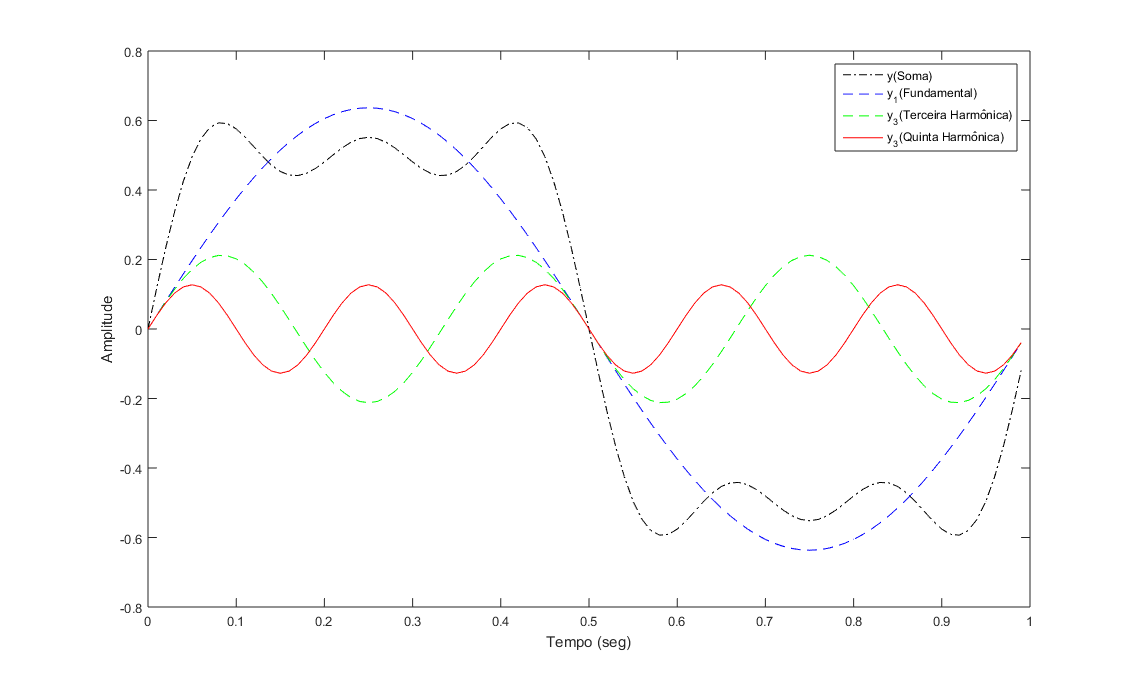 0.8
0.6
0.4
0.2
0
-0.2
-0.4
-0.6
-0.8
Amplitude
y(Soma)
y1(Fundamental)
y3(Terceira Harmônica)
y3(Quinta Harmônica)
0 0.1 0.2 0.3 0.4 0.5 0.6 0.7 0.8 0.9 1
Tempo (seg)